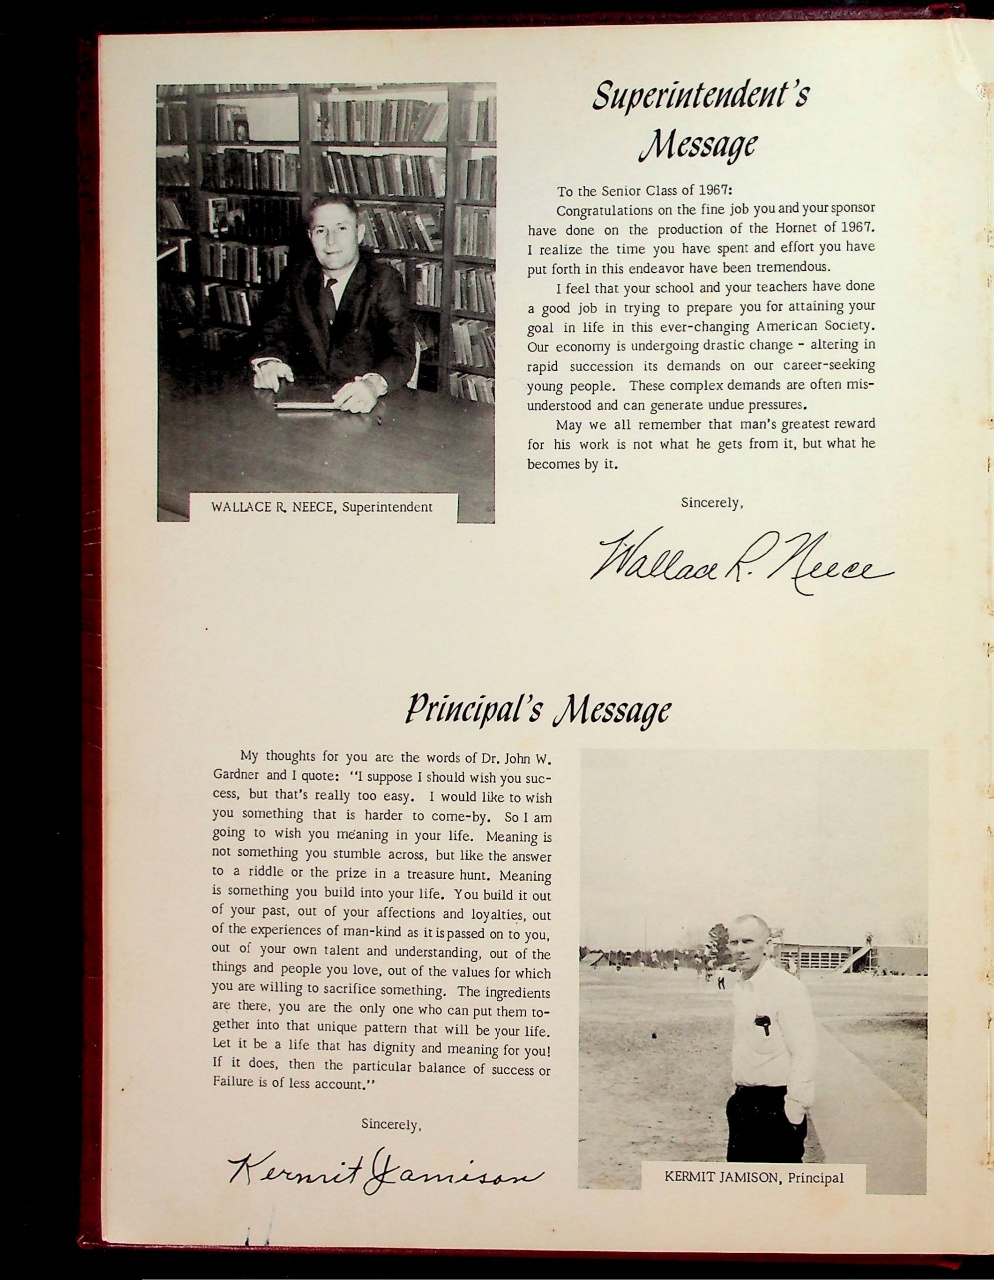 Superintendent's
Message
To the Senior Class of 1967:
Congratulations on the fine job you and your sponsor
have done on the production of the Hornet of 1967.
I realize the time you have spent and effort you have
put forth in this endeavor have been tremendous.
I feel that your school and your teachers have done
a good job in trying to prepare you for attaining your
goal in life in this ever-changing American Society.
Our economy is undergoing drastic change - altering in
rapid succession its demands on our career-seeking
young people. These complex demands are often mis-
understood and can generate undue pressures.
May we all remember that man's greatest reward
for his work is not what he gets from it, but what he
becomes by it.
Sincerely,
Wallace R. Neece
WALLACE R. NEECE, Superintendent
Principal's Message
My thoughts for you are the words of Dr. John W.
Gardner and I quote: "I suppose I should wish you suc-
cess, but that's really too easy. I would like to wish
you something that is harder to come-by. So I am
going to wish you meaning in your life. Meaning is
not something you stumble across, but like the answer
to a riddle or the prize in a treasure hunt. Meaning
is something you build into your life. You build it out
of your past, out of your affections and loyalties, out
of the experiences of man-kind as it is passed on to you,
out of your own talent and understanding, out of the
things and people you love, out of the values for which
you are willing to sacrifice something. The ingredients
are there, you are the only one who can put them to-
gether into that unique pattern that will be your life.
Let it be a life that has dignity and meaning for you!
If it does, then the particular balance of success or
Failure is of less account."
Sincerely,
Kermit Jamison
KERMIT JAMISON, Principal